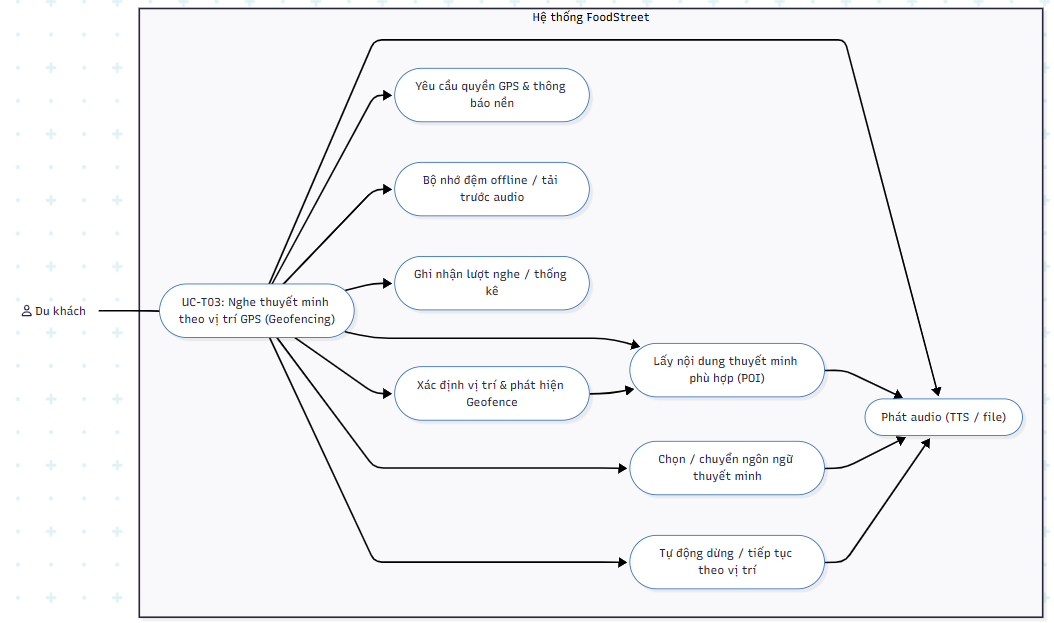 Hệ thống FoodStreet
Yêu cầu quyền GPS & thông
báo nền
Bộ nhớ đệm offline / tải
trước audio
Ghi nhận lượt nghe / thống
kê
Du khách
UC-T03: Nghe thuyết minh
theo vị trí GPS (Geofencing)
Lấy nội dung thuyết minh
phù hợp (POI)
Xác định vị trí & phát hiện
Geofence
Phát audio (TTS / file)
Chọn / chuyển ngôn ngữ
thuyết minh
Tự động dừng / tiếp tục
theo vị trí